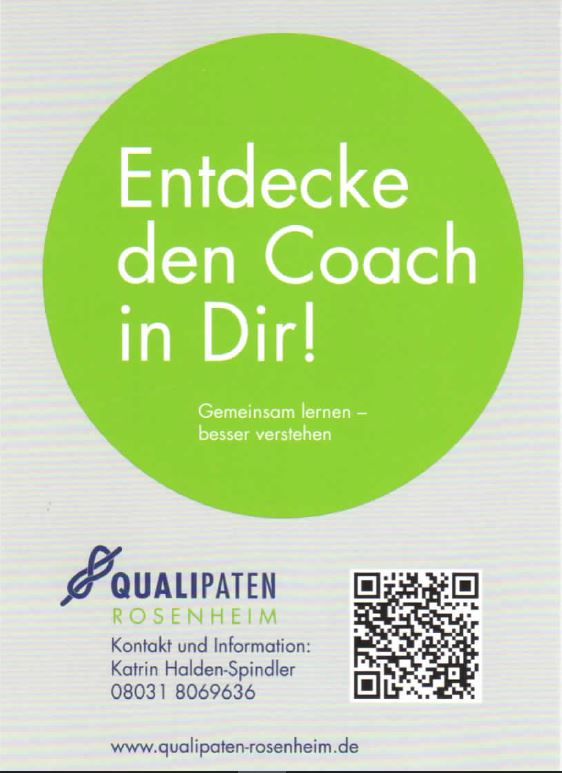 Entdecke
den Coach
in Dir!
Gemeinsam lernen –
besser verstehen
QUALIPATEN
ROSENHEIM
Kontakt und Information:
Katrin Halden-Spindler
08031 8069636
www.qualipaten-rosenheim.de